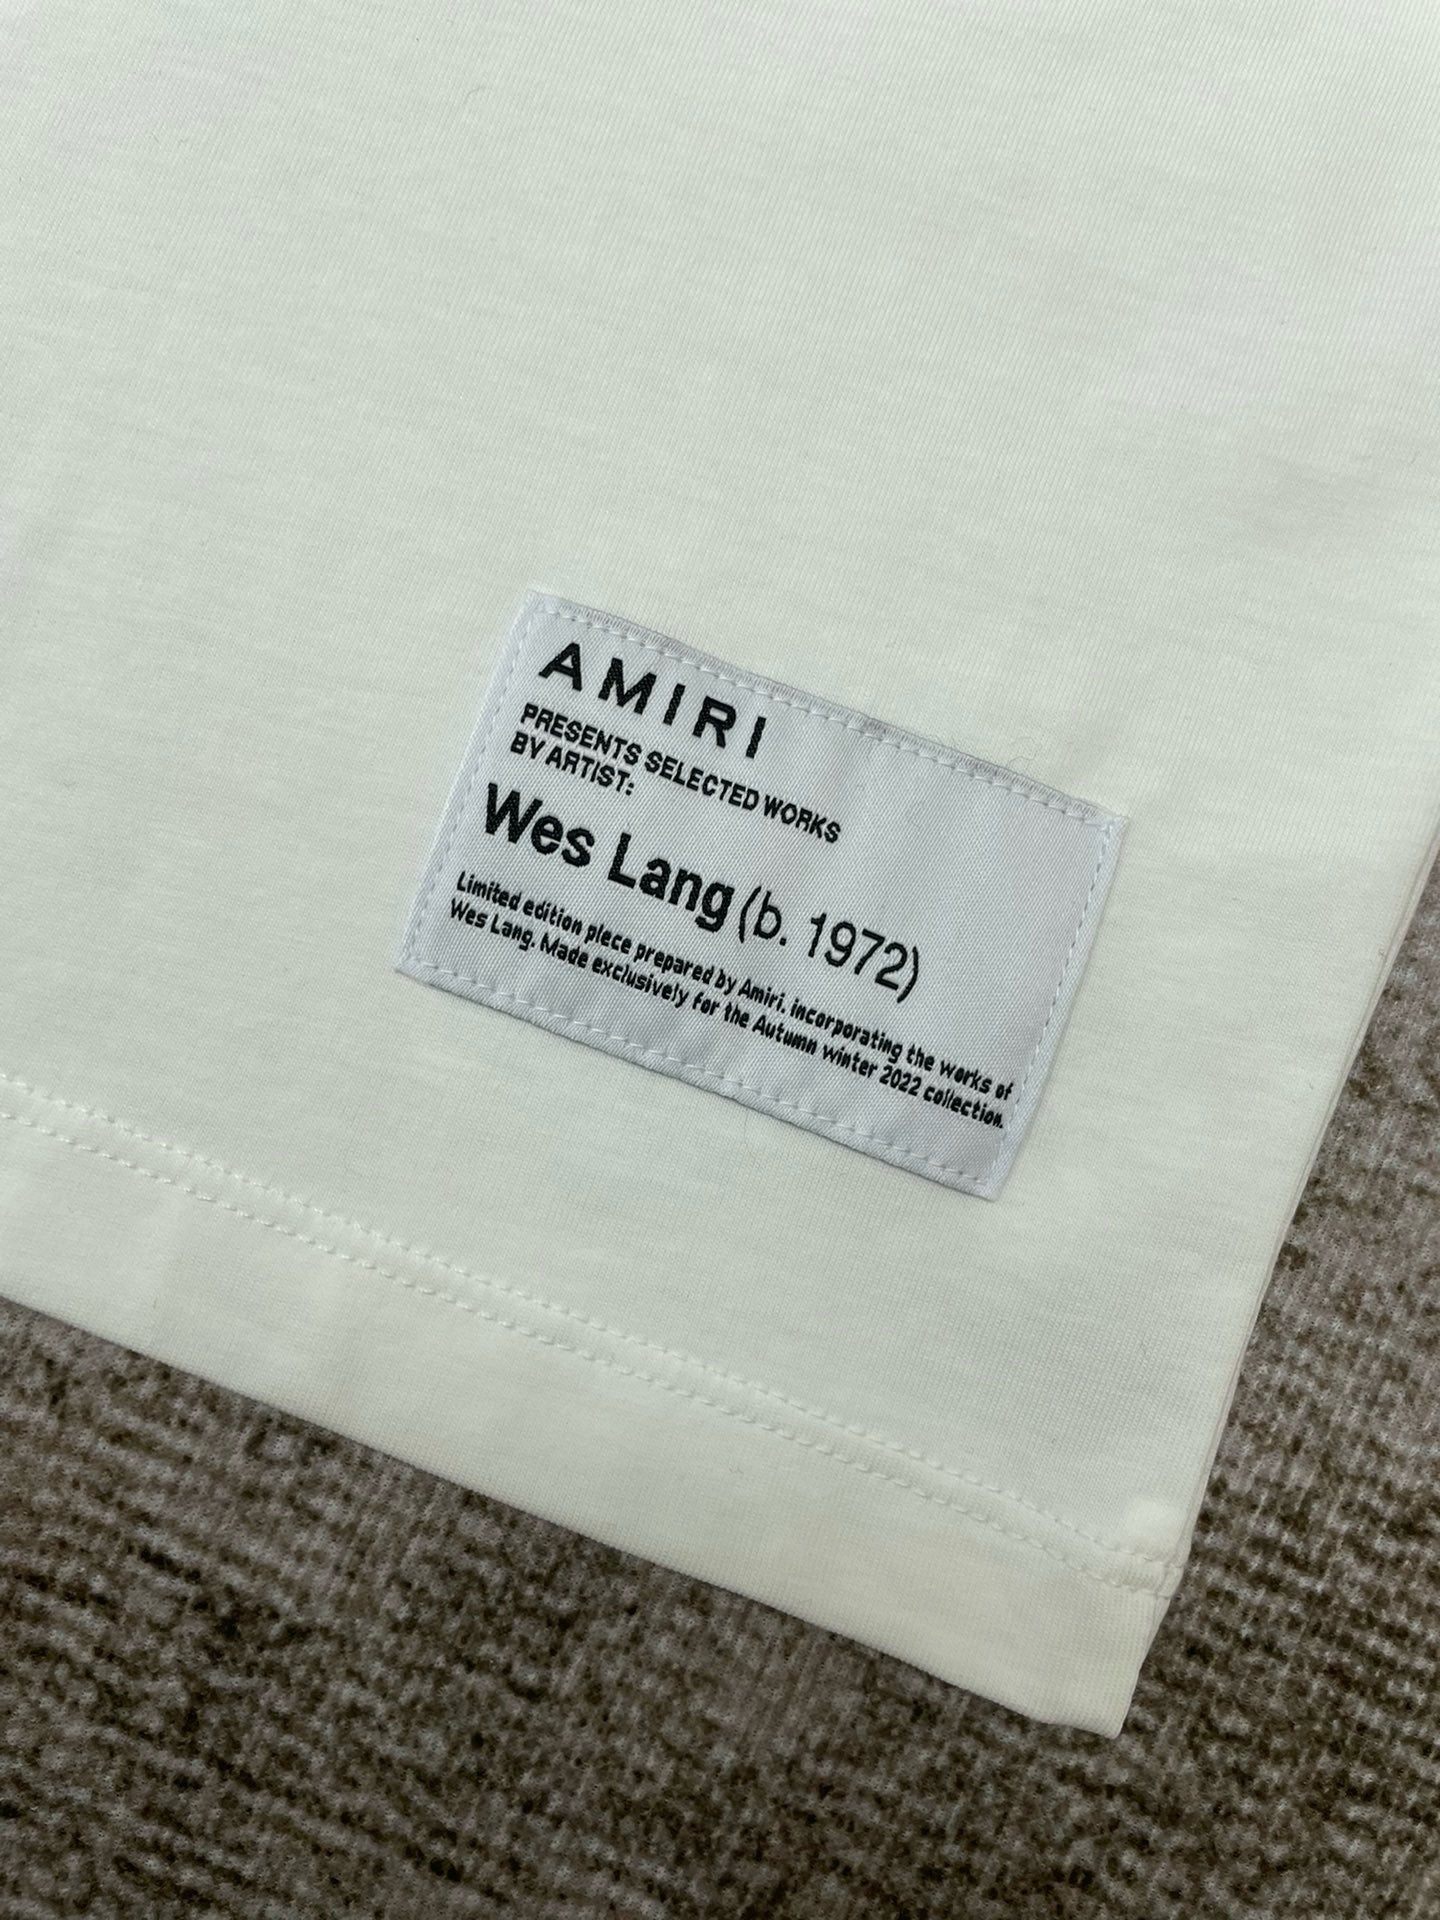 AMIRI
PRESENTS SELECTED WORKS
BY ARTIST:
Wes Lang (b. 1972)
Limited edition piece prepared by Amiri. incorporating the works of
Wes Lang. Made exclusively for the Autumn winter 2022 collection.